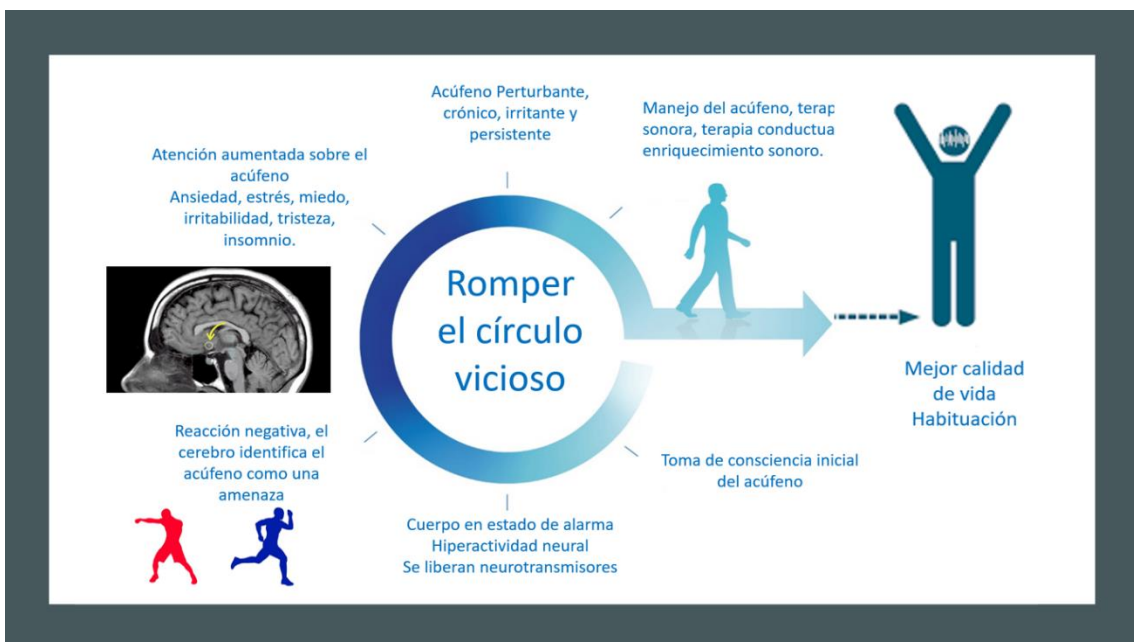 Acúfeno Perturbante,
crónico, irritante y
persistente
Manejo del acúfeno, terap
sonora, terapia conductua
enriquecimiento sonoro.
Atención aumentada sobre el
acúfeno
Ansiedad, estrés, miedo,
irritabilidad, tristeza,
insomnio.
Romper
el círculo
vicioso
Mejor calidad
de vida
Habituación
Reacción negativa, el
cerebro identifica el
acúfeno como una
amenaza
Toma de consciencia inicial
del acúfeno
Cuerpo en estado de alarma
Hiperactividad neural
Se liberan neurotransmisores